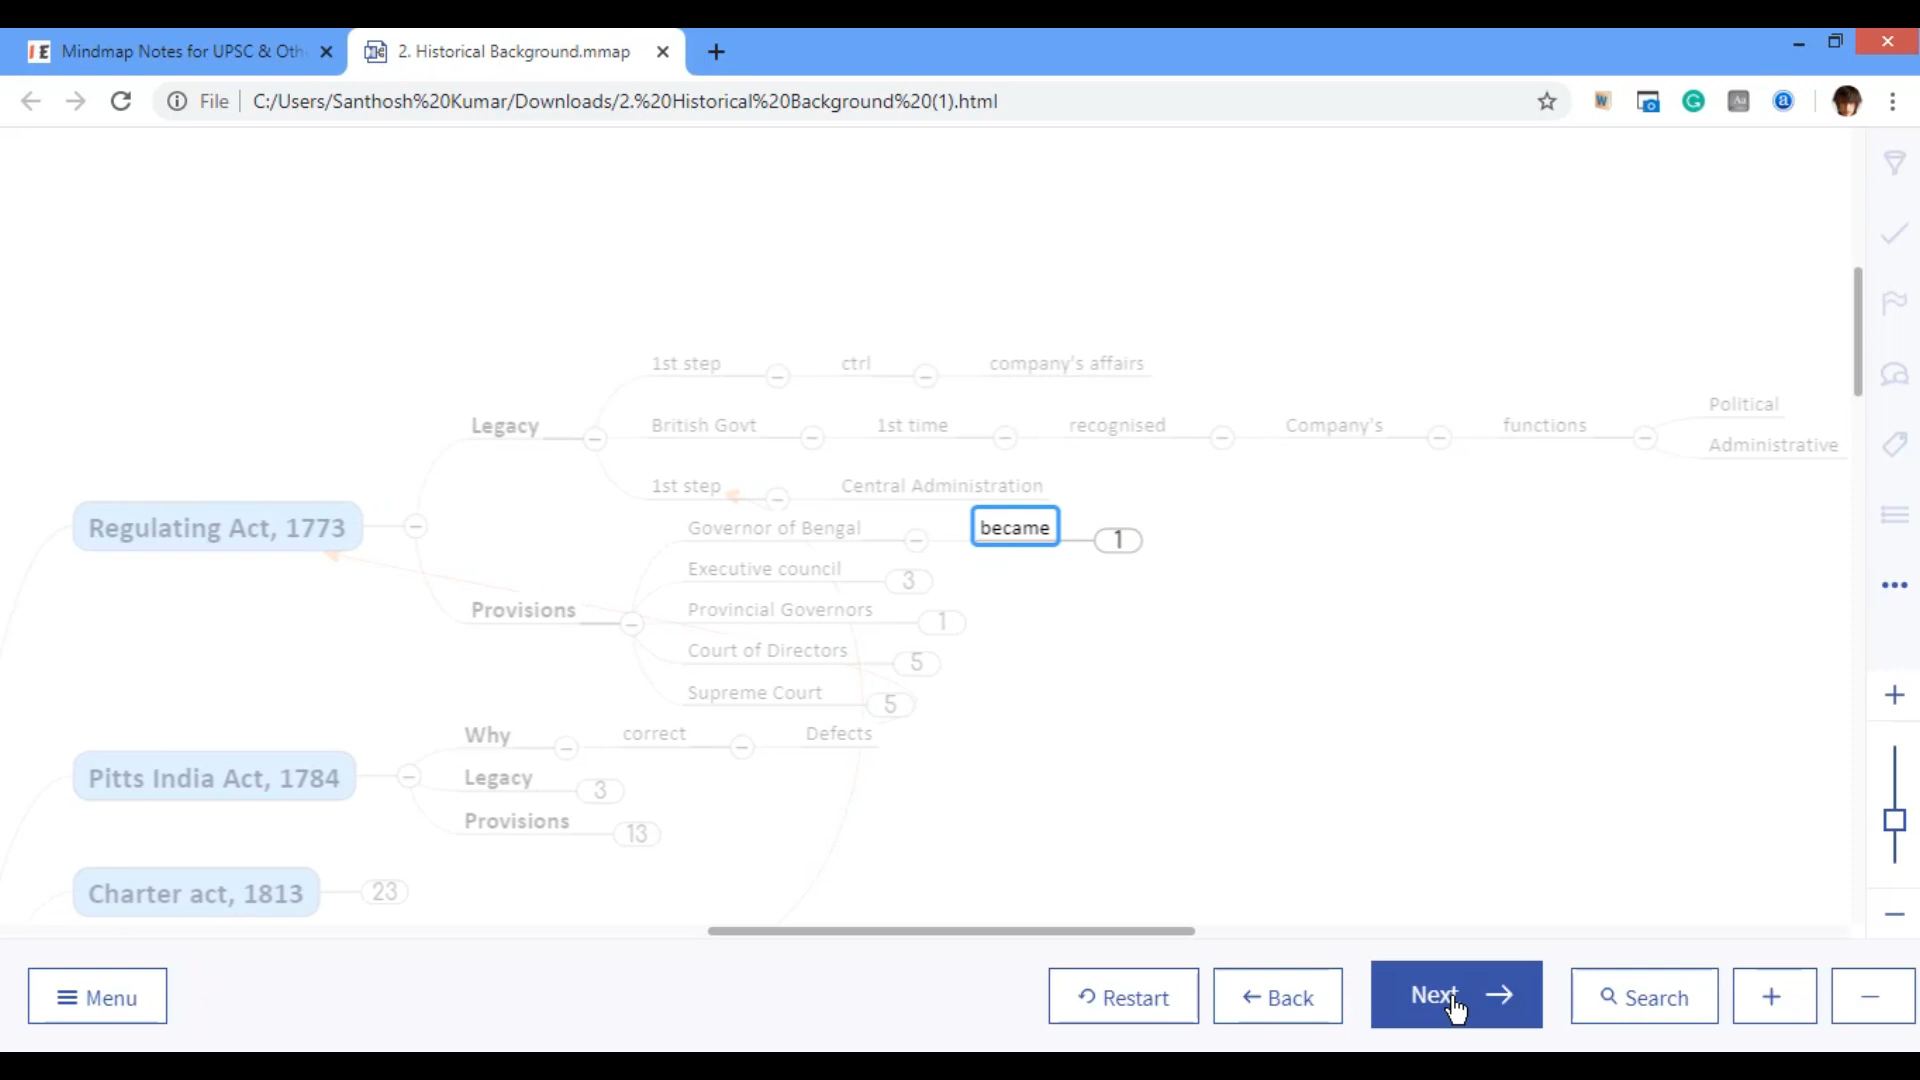 Mindmap Notes for UPSC & Oth
2. Historical Background.mmap
File
C:/Users/Santhosh%20Kumar/Downloads/2.%20Historical%20Background%20(1).html
1st step ctrl company's affairs
Legacy British Govt 1st time recognised Company's functions
Political
Administrative
1st step Central Administration
Regulating Act, 1773
Governor of Bengal became 1
Executive council 3
Provisions Provincial Governors 1
Court of Directors 5
Supreme Court 5
Why correct Defects
Pitts India Act, 1784
Legacy 3
Provisions 13
Charter act, 1813 23
Menu
Restart
Back
Next
Search